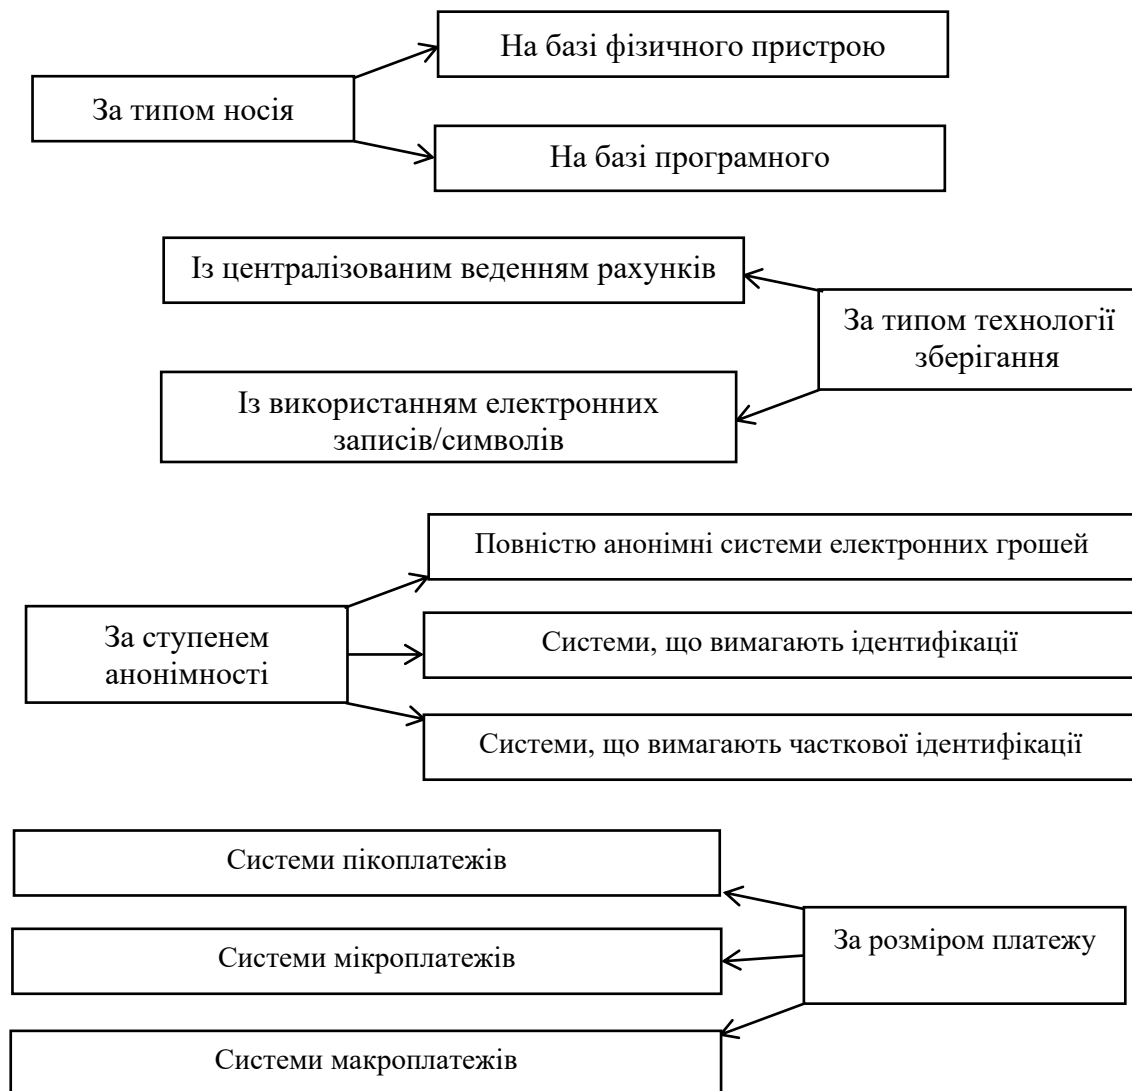 На базі фізичного пристрою
За типом носія
На базі програмного
Із централізованим веденням рахунків
За типом технології
зберігання
Із використанням електронних
записів/символів
Повністю анонімні системи електронних грошей
За ступенем
анонімності
Системи, що вимагають ідентифікації
Системи, що вимагають часткової ідентифікації
Системи пікоплатежів
За розміром платежу
Системи мікроплатежів
Системи макроплатежів